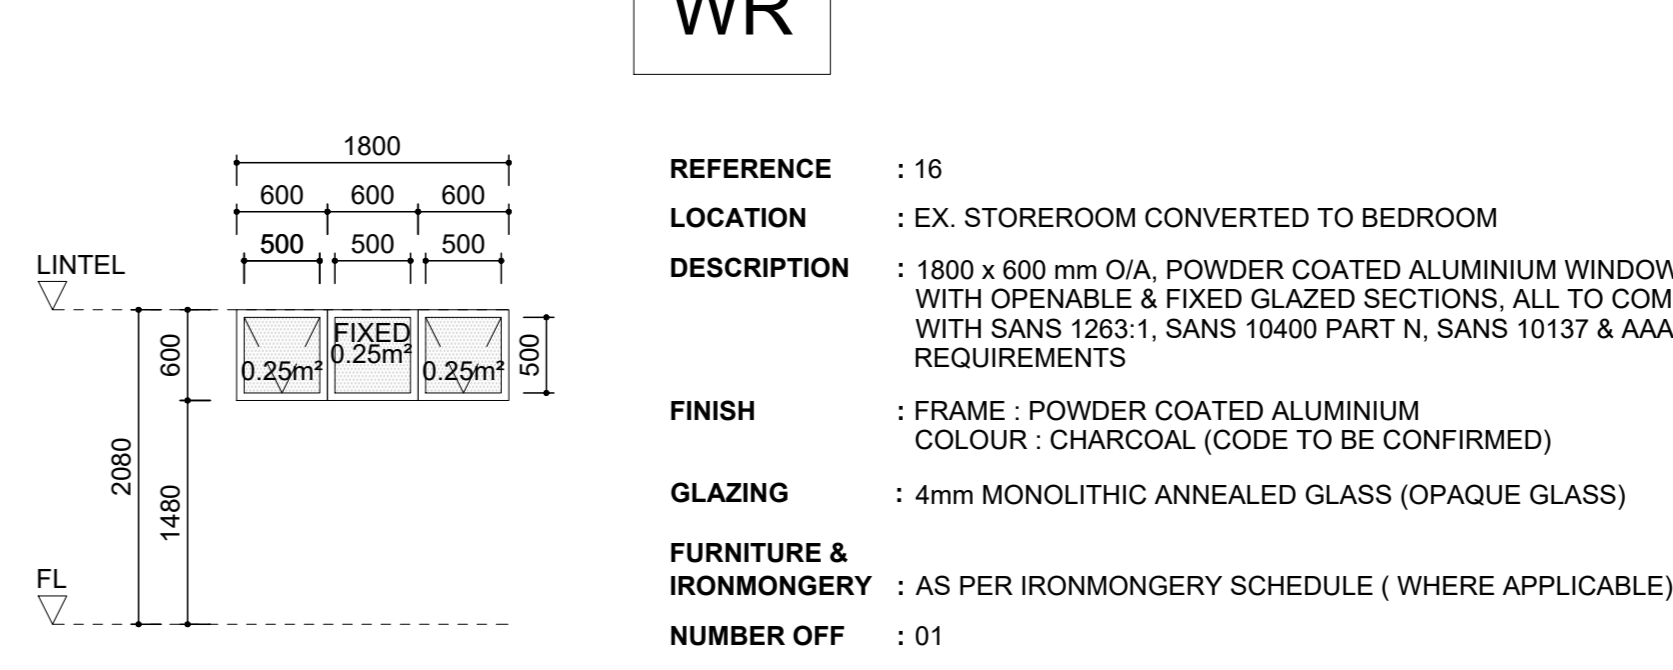 WR
1800
600 600 600
500 500 500
LINTEL
FIXED
0.25m²
0.25m² 0.25m²
600
500
2080
1480
FL
REFERENCE : 16
LOCATION : EX. STOREROOM CONVERTED TO BEDROOM
DESCRIPTION : 1800 x 600 mm O/A, POWDER COATED ALUMINIUM WINDOW
WITH OPENABLE & FIXED GLAZED SECTIONS, ALL TO COM
WITH SANS 1263:1, SANS 10400 PART N, SANS 10137 & AAA
REQUIREMENTS
FINISH : FRAME : POWDER COATED ALUMINIUM
COLOUR : CHARCOAL (CODE TO BE CONFIRMED)
GLAZING : 4mm MONOLITHIC ANNEALED GLASS (OPAQUE GLASS)
FURNITURE &
IRONMONGERY : AS PER IRONMONGERY SCHEDULE ( WHERE APPLICABLE)
NUMBER OFF : 01